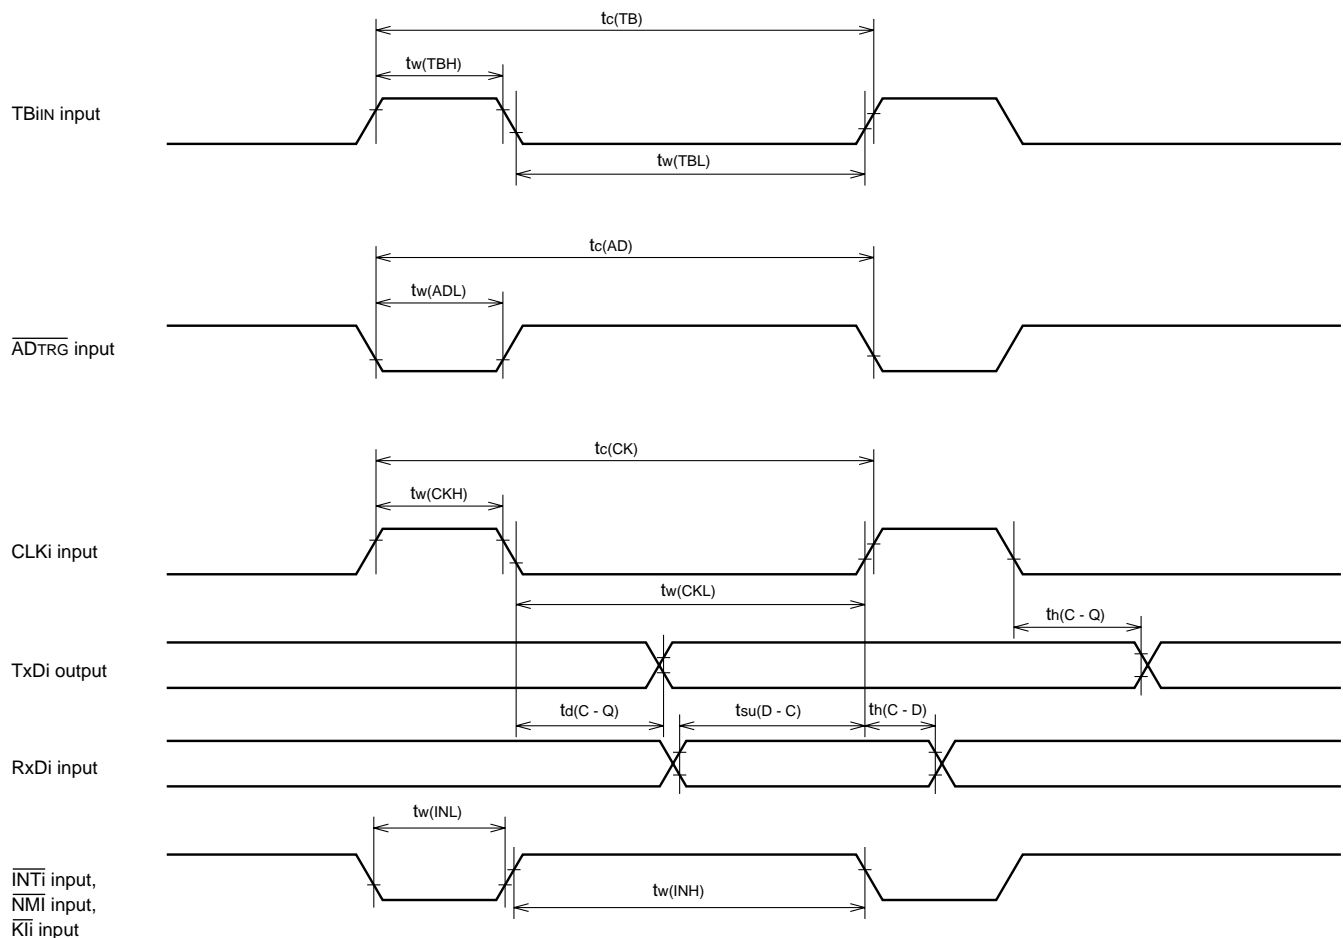 tc(TB)
tw(TBH)
TBiIN input
tw(TBL)
tc(AD)
tw(ADL)
ADTRG input
tc(CK)
tw(CKH)
CLKi input
tw(CKL)
th(C - Q)
TxDi output
td(C - Q)
tsu(D - C)
th(C - D)
RxDi input
tw(INL)
INTi input,
NMI input,
KIi input
tw(INH)